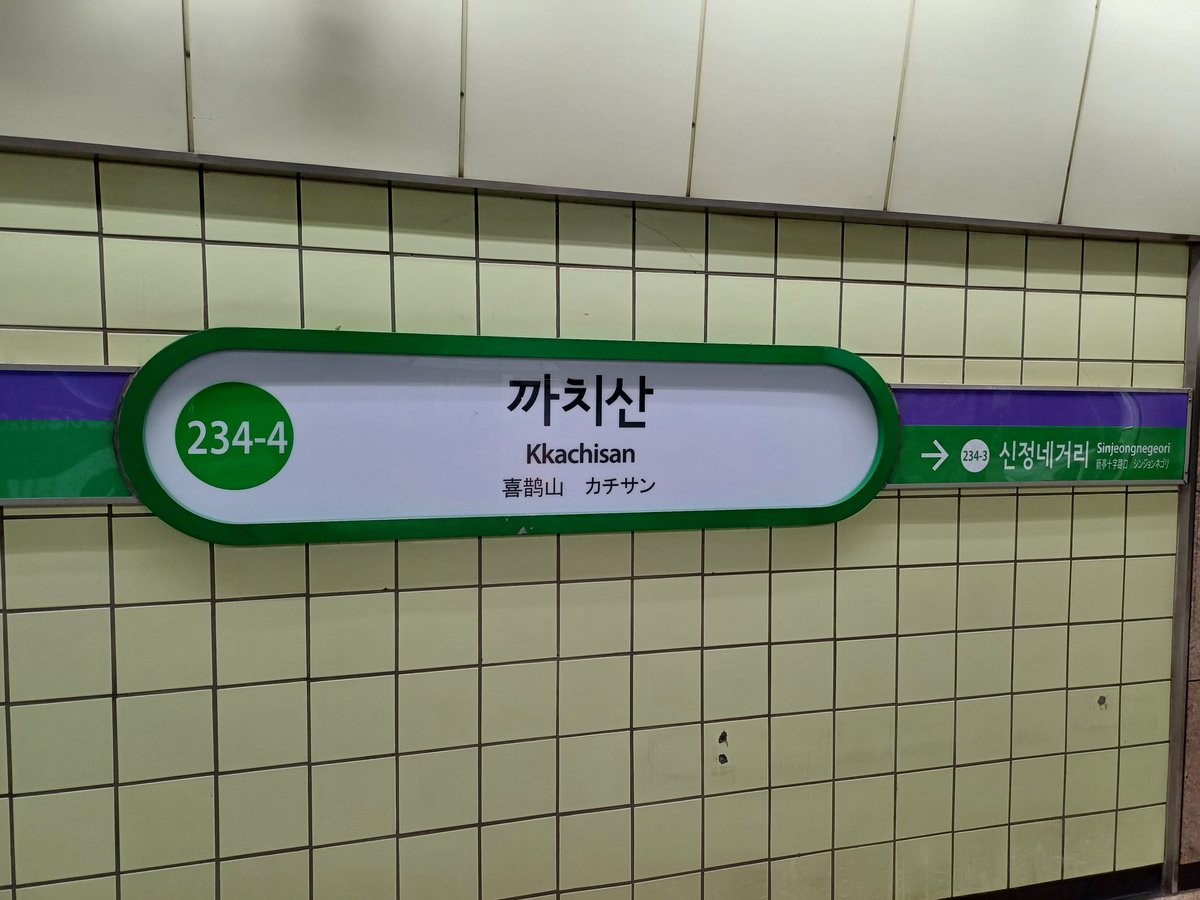 234-4
까치산
Kkachisan
喜鹊山 カチサン
→ 234-3 신정네거리 Sinjeongnegeori
新亭十字路口 シンジョンネゴリ